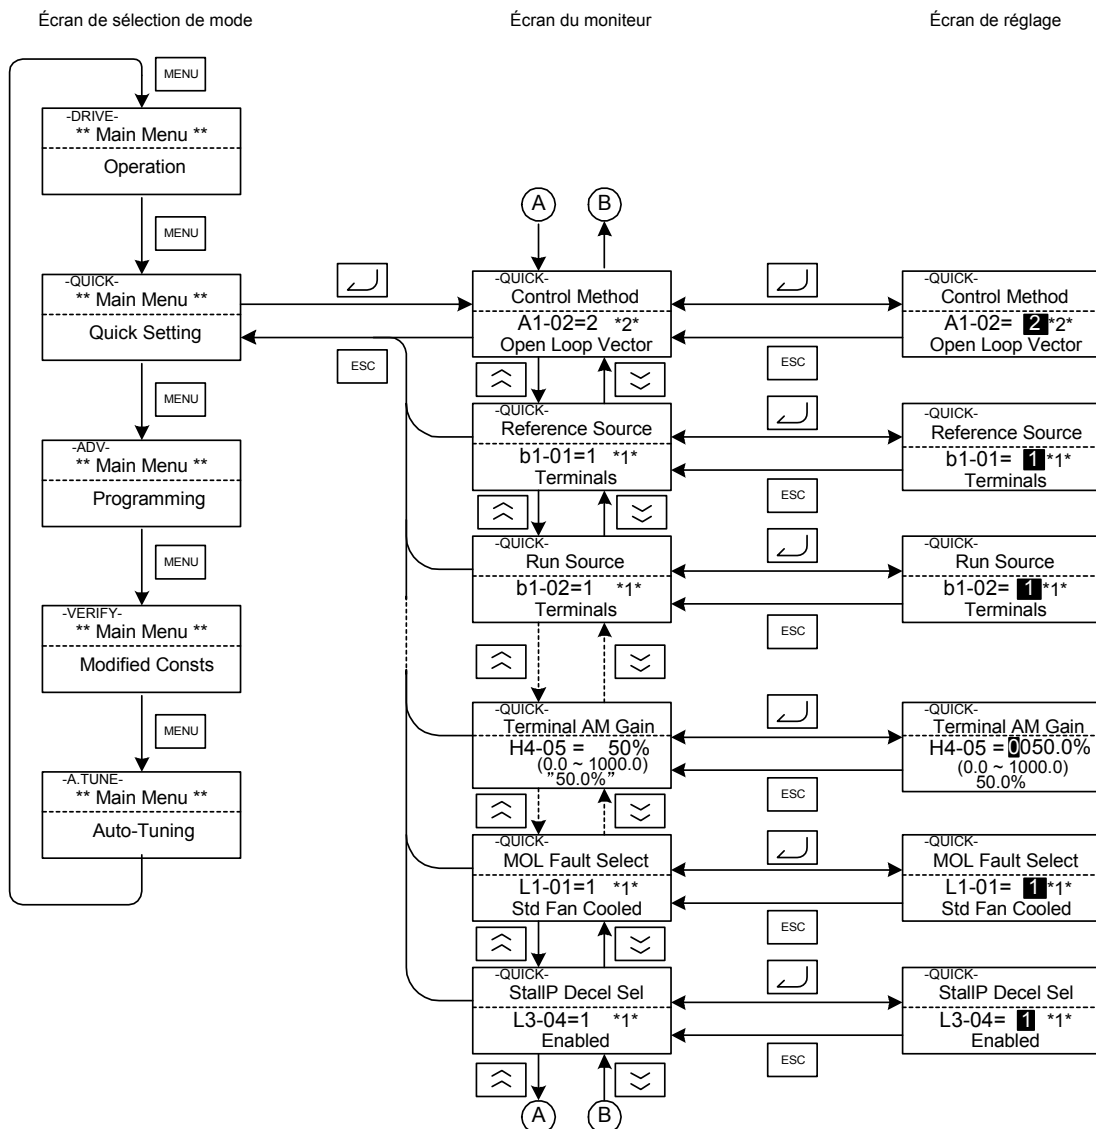 Écran de sélection de mode
Écran du moniteur
Écran de réglage
MENU
-DRIVE-
** Main Menu **
Operation
MENU
-QUICK-
** Main Menu **
Quick Setting
MENU
-ADV-
** Main Menu **
Programming
MENU
-VERIFY-
** Main Menu **
Modified Consts
MENU
-A.TUNE-
** Main Menu **
Auto-Tuning
ESC
A
B
-QUICK-
Control Method
A1-02=2 *2*
Open Loop Vector
-QUICK-
Reference Source
b1-01=1 *1*
Terminals
-QUICK-
Run Source
b1-02=1 *1*
Terminals
-QUICK-
Terminal AM Gain
H4-05 = 50%
(0.0 ~ 1000.0)
”50.0%”
-QUICK-
MOL Fault Select
L1-01=1 *1*
Std Fan Cooled
-QUICK-
StallP Decel Sel
L3-04=1 *1*
Enabled
A
B
ESC
ESC
ESC
ESC
ESC
ESC
-QUICK-
Control Method
A1-02= 2 *2*
Open Loop Vector
-QUICK-
Reference Source
b1-01= 1 *1*
Terminals
-QUICK-
Run Source
b1-02= 1 *1*
Terminals
-QUICK-
Terminal AM Gain
H4-05 = 0050.0%
(0.0 ~ 1000.0)
50.0%
-QUICK-
MOL Fault Select
L1-01= 1 *1*
Std Fan Cooled
-QUICK-
StallP Decel Sel
L3-04= 1 *1*
Enabled